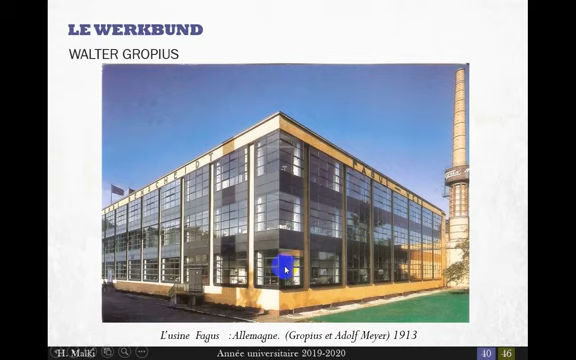 LE WERKBUND
WALTER GROPIUS
L'usine Fagus : Allemagne. (Gropius et Adolf Meyer) 1913
H. Malki
Année universitaire 2019-2020
40
46